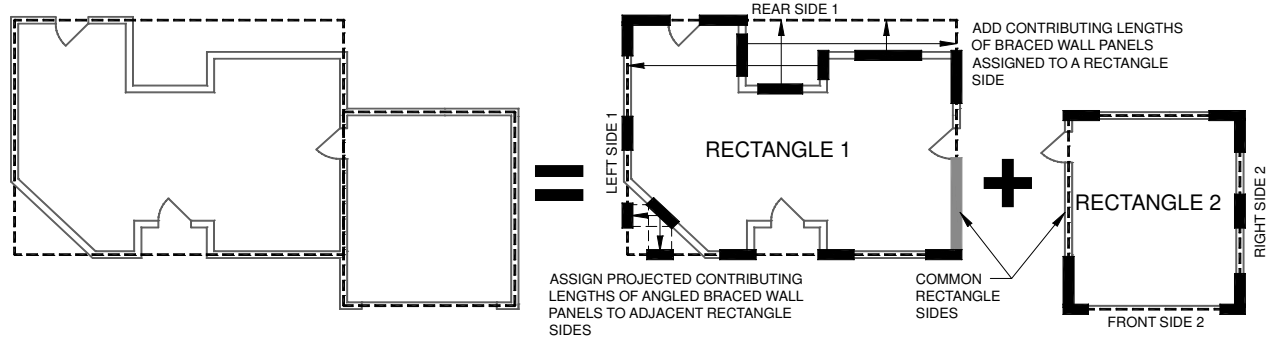 REAR SIDE 1
ADD CONTRIBUTING LENGTHS
OF BRACED WALL PANELS
ASSIGNED TO A RECTANGLE
SIDE
LEFT SIDE 1
RECTANGLE 1
RECTANGLE 2
RIGHT SIDE 2
ASSIGN PROJECTED CONTRIBUTING
LENGTHS OF ANGLED BRACED WALL
PANELS TO ADJACENT RECTANGLE
SIDES
COMMON
RECTANGLE
SIDES
FRONT SIDE 2